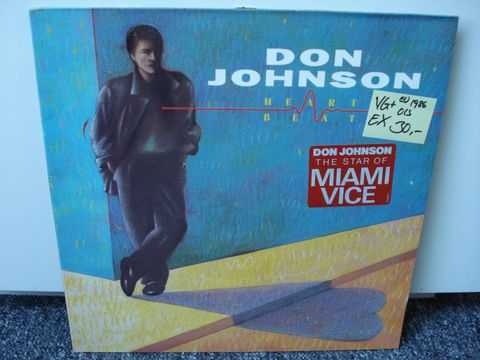 DON
JOHNSON
HEART
BEAT
VG+ EU 1986
OIS
EX 30,-
DON JOHNSON
THE STAR OF
MIAMI
VICE